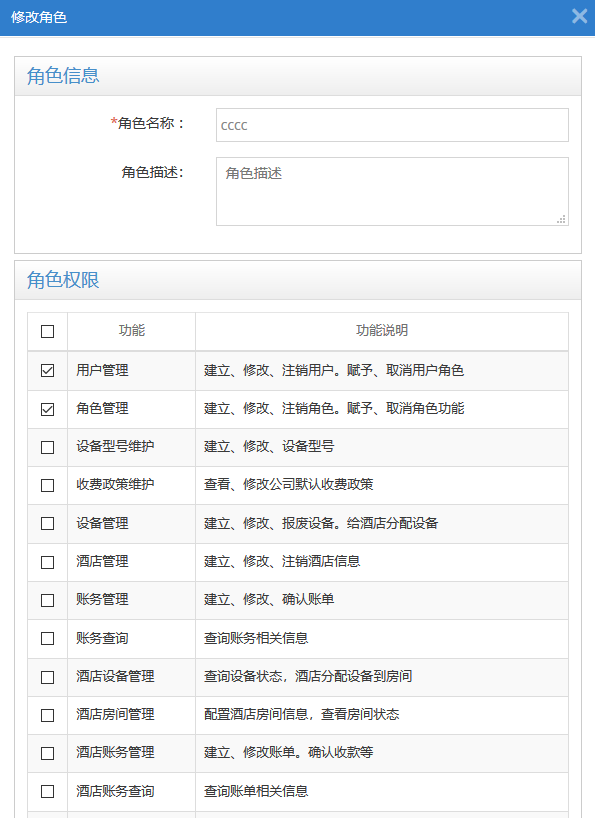 修改角色
角色信息
*角色名称：
cccc
角色描述:
角色描述
角色权限
功能 功能说明
用户管理 建立、修改、注销用户。赋予、取消用户角色
角色管理 建立、修改、注销角色。赋予、取消角色功能
设备型号维护 建立、修改、设备型号
收费政策维护 查看、修改公司默认收费政策
设备管理 建立、修改、报废设备。给酒店分配设备
酒店管理 建立、修改、注销酒店信息
账务管理 建立、修改、确认账单
账务查询 查询账务相关信息
酒店设备管理 查询设备状态，酒店分配设备到房间
酒店房间管理 配置酒店房间信息，查看房间状态
酒店账务管理 建立、修改账单。确认收款等
酒店账务查询 查询账单相关信息